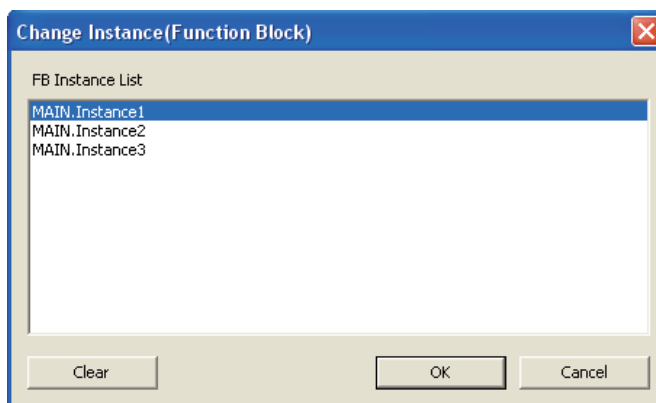 Change Instance(Function Block)
FB Instance List
MAIN.Instance1
MAIN.Instance2
MAIN.Instance3
Clear
OK
Cancel